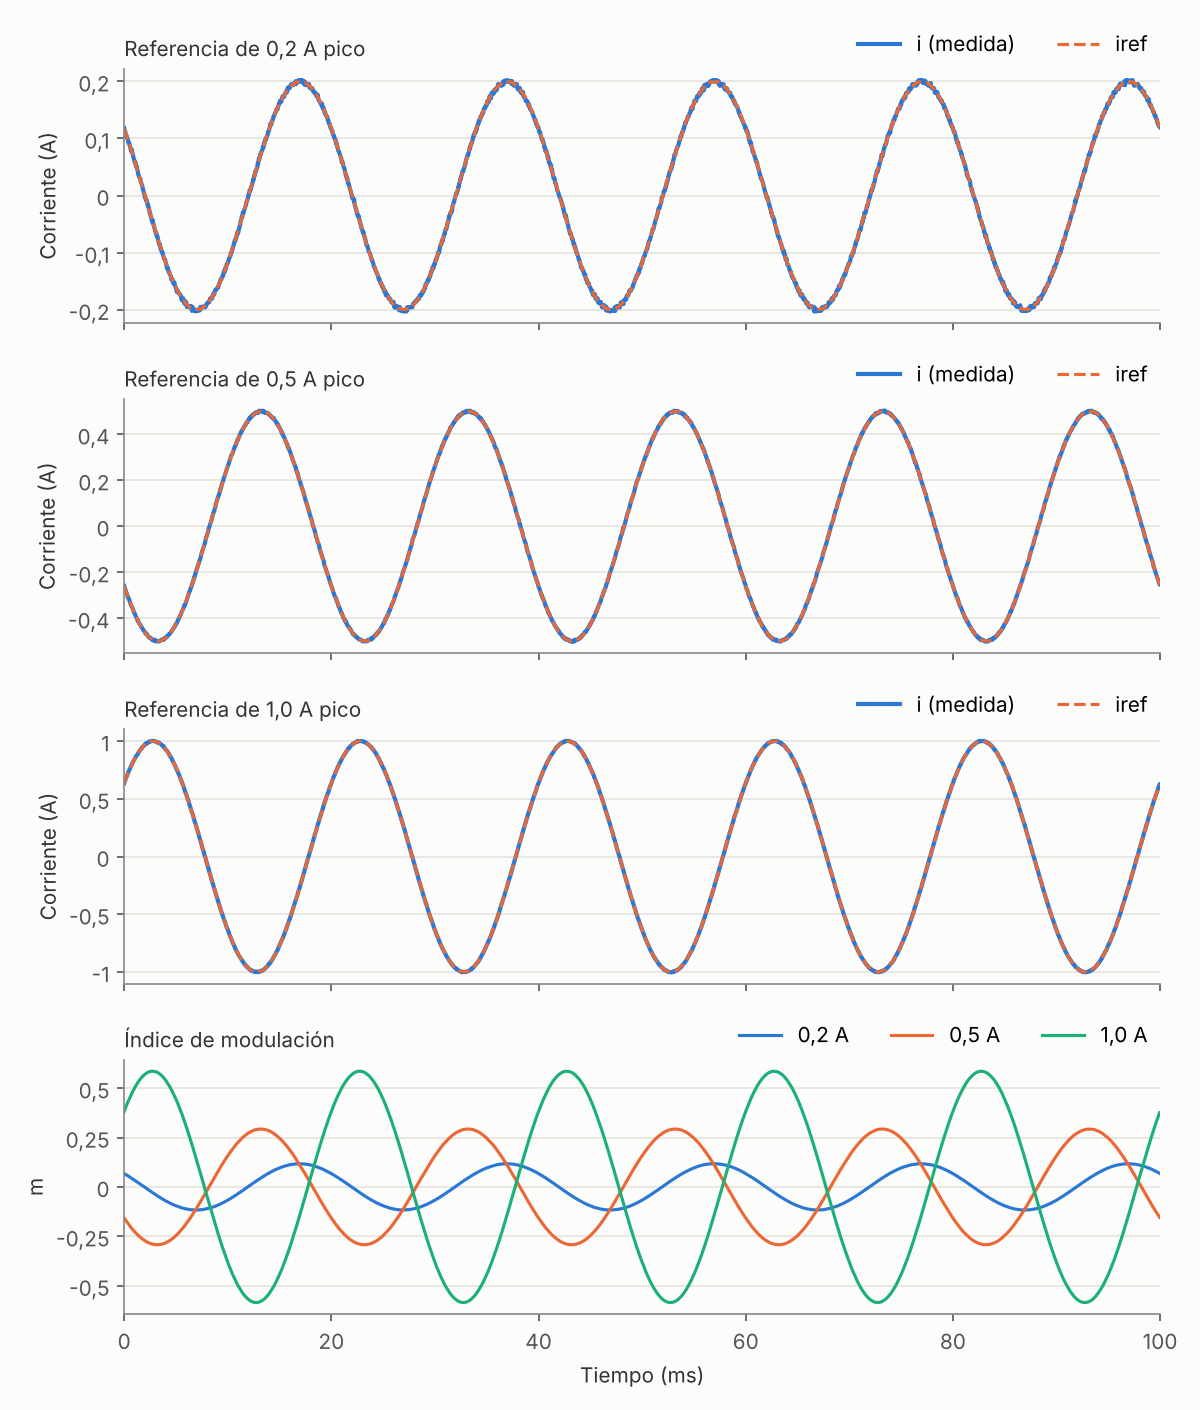 Referencia de 0,2 A pico
i (medida) iref
Corriente (A)
0,2
0,1
0
-0,1
-0,2
Referencia de 0,5 A pico
i (medida) iref
Corriente (A)
0,4
0,2
0
-0,2
-0,4
Referencia de 1,0 A pico
i (medida) iref
Corriente (A)
1
0,5
0
-0,5
-1
Índice de modulación
0,2 A 0,5 A 1,0 A
m
0,5
0,25
0
-0,25
-0,5
0 20 40 60 80 100
Tiempo (ms)